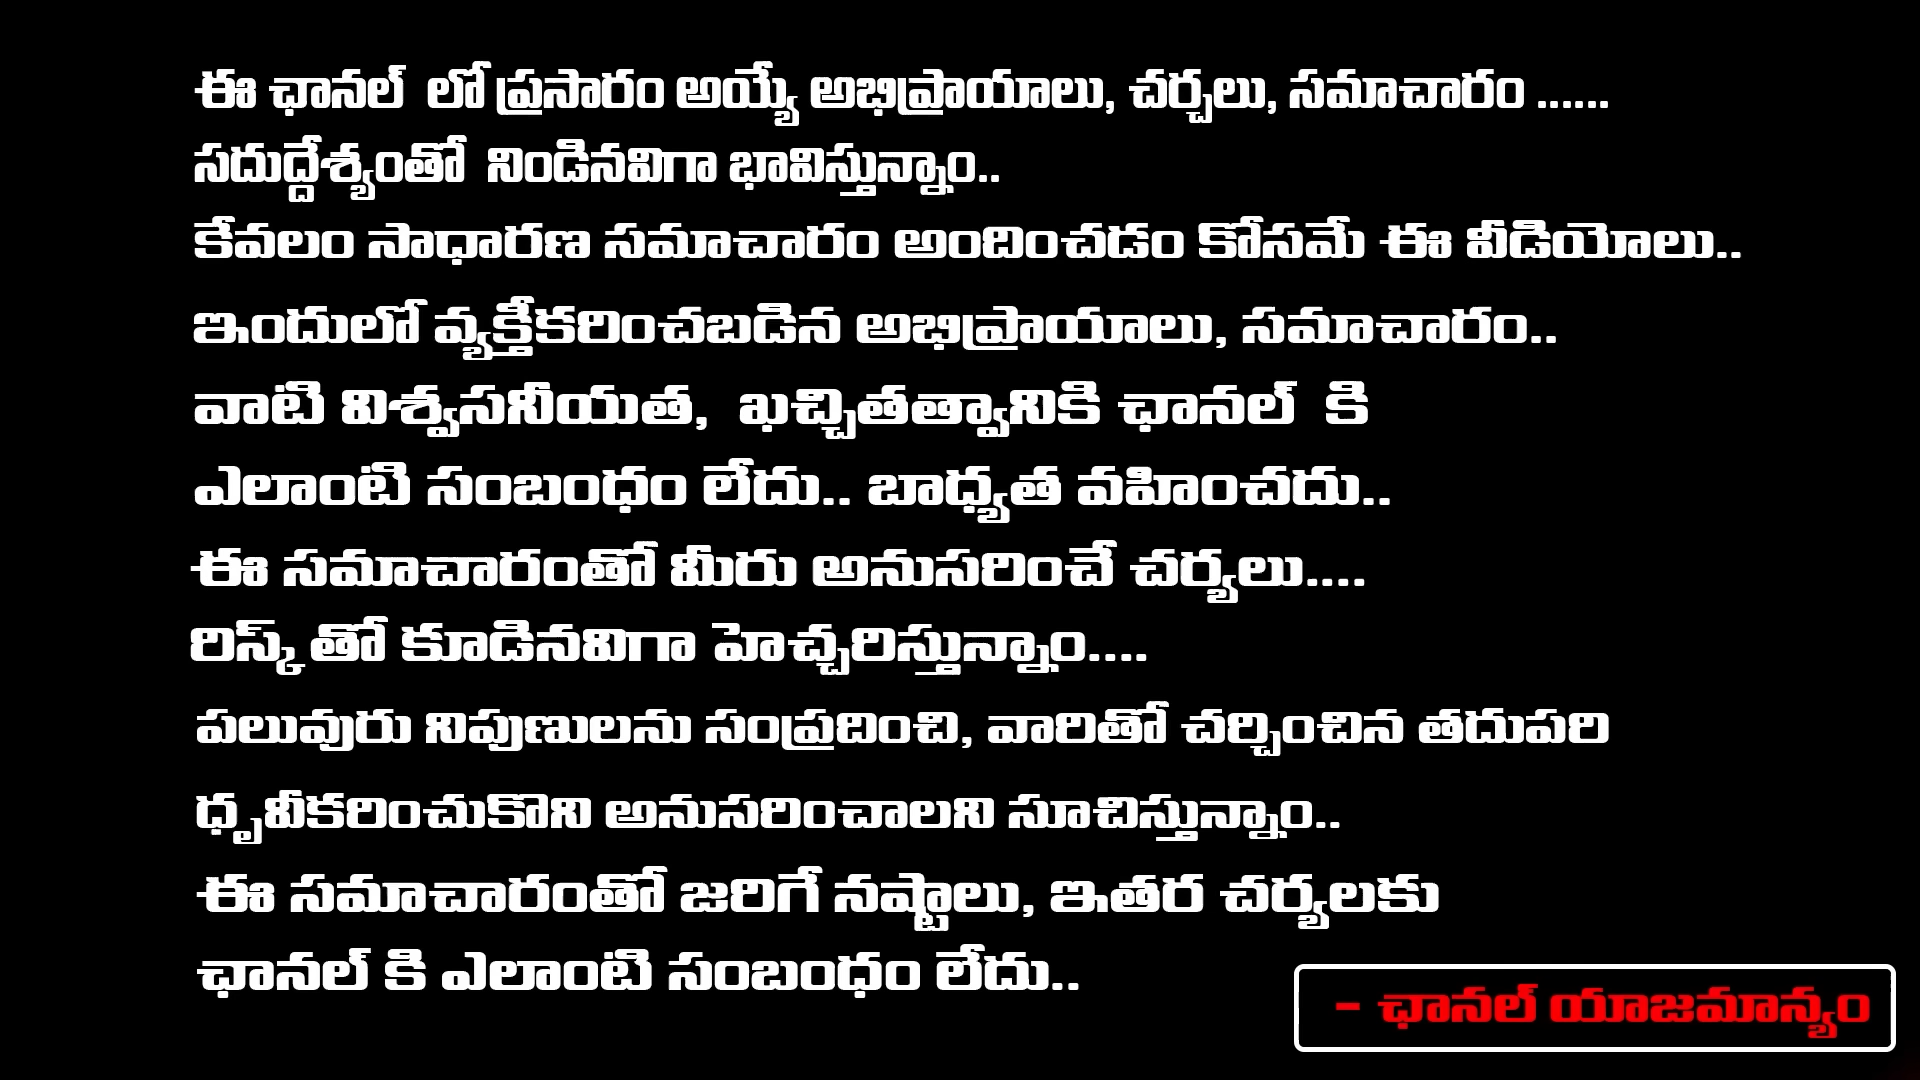 ఈ ఛానల్ లో ప్రసారం అయ్యే అభిప్రాయాలు, చర్చలు, సమాచారం ......
సదుద్దేశ్యంతో నిండినవిగా భావిస్తున్నాం..
కేవలం సాధారణ సమాచారం అందించడం కోసమే ఈ వీడియోలు..
ఇందులో వ్యక్తీకరించబడిన అభిప్రాయాలు, సమాచారం..
వాటి విశ్వసనీయత, ఖచ్చితత్వానికి ఛానల్ కి
ఎలాంటి సంబంధం లేదు.. బాధ్యత వహించదు..
ఈ సమాచారంతో మీరు అనుసరించే చర్యలు....
రిస్క్ తో కూడినవిగా హెచ్చరిస్తున్నాం....
పలువురు నిపుణులను సంప్రదించి, వారితో చర్చించిన తదుపరి
ధృవీకరించుకొని అనుసరించాలని సూచిస్తున్నాం..
ఈ సమాచారంతో జరిగే నష్టాలు, ఇతర చర్యలకు
ఛానల్ కి ఎలాంటి సంబంధం లేదు..
- ఛానల్ యాజమాన్యం